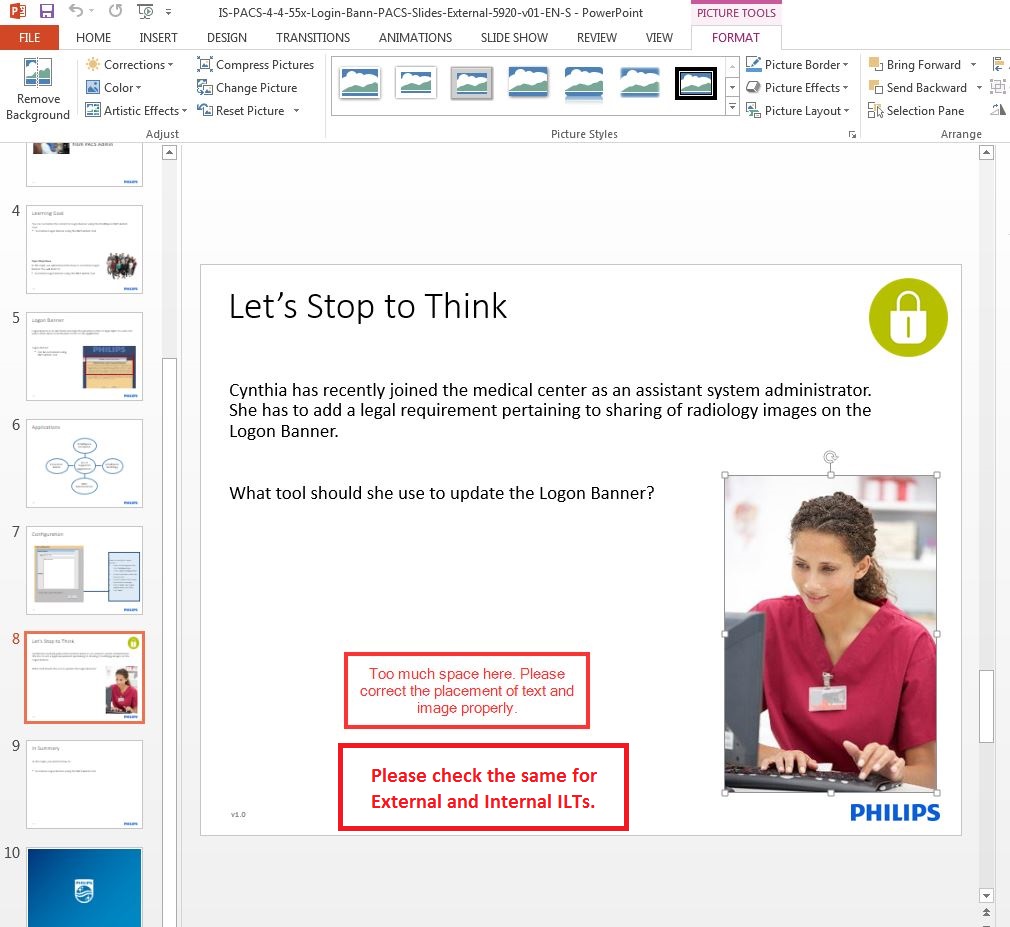 IS-PACS-4-4-55x-Login-Bann-PACS-Slides-External-5920-v01-EN-S - PowerPoint
PICTURE TOOLS
FILE HOME INSERT DESIGN TRANSITIONS ANIMATIONS SLIDE SHOW REVIEW VIEW FORMAT
Remove Background
Corrections
Color
Artistic Effects
Compress Pictures
Change Picture
Reset Picture
Adjust
Picture Styles
Picture Border
Picture Effects
Picture Layout
Bring Forward
Send Backward
Selection Pane
Arrange
from PACS Admin
PHILIPS
4
Learning Goal
PHILIPS
5
Logon Banner
PHILIPS
PHILIPS
6
Applications
PHILIPS
7
Configuration
PHILIPS
8
Let's Stop to Think
PHILIPS
9
In Summary
PHILIPS
10
PHILIPS
Let’s Stop to Think
Cynthia has recently joined the medical center as an assistant system administrator.
She has to add a legal requirement pertaining to sharing of radiology images on the
Logon Banner.
What tool should she use to update the Logon Banner?
Too much space here. Please
correct the placement of text and
image properly.
Please check the same for
External and Internal ILTs.
v1.0
PHILIPS